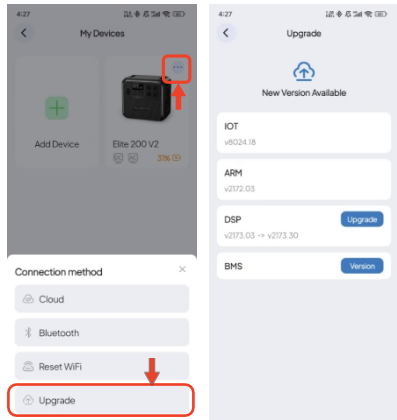 4:27
My Devices
Add Device
Elite 200 V2
31%
Connection method
Cloud
Bluetooth
Reset WiFi
Upgrade
4:27
Upgrade
New Version Available
IOT
v8024.18
ARM
v2172.03
DSP
Upgrade
v2173.03 -> v2173.30
BMS
Version